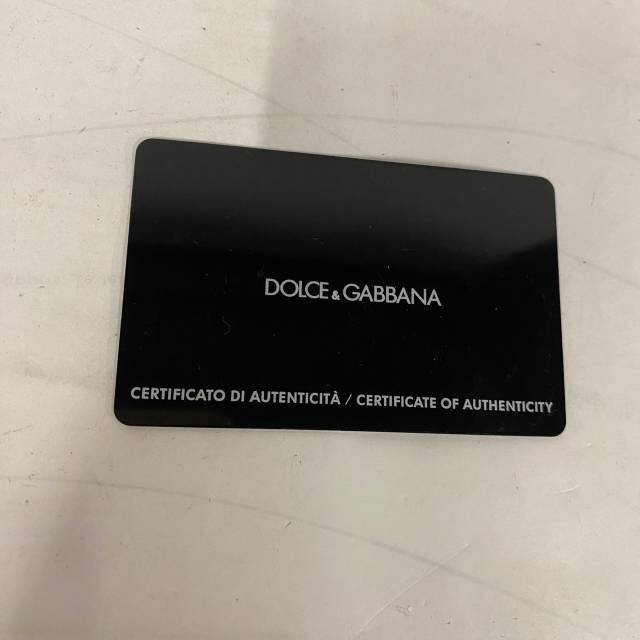 DOLCE & GABBANA
CERTIFICATO DI AUTENTICITÀ / CERTIFICATE OF AUTHENTICITY